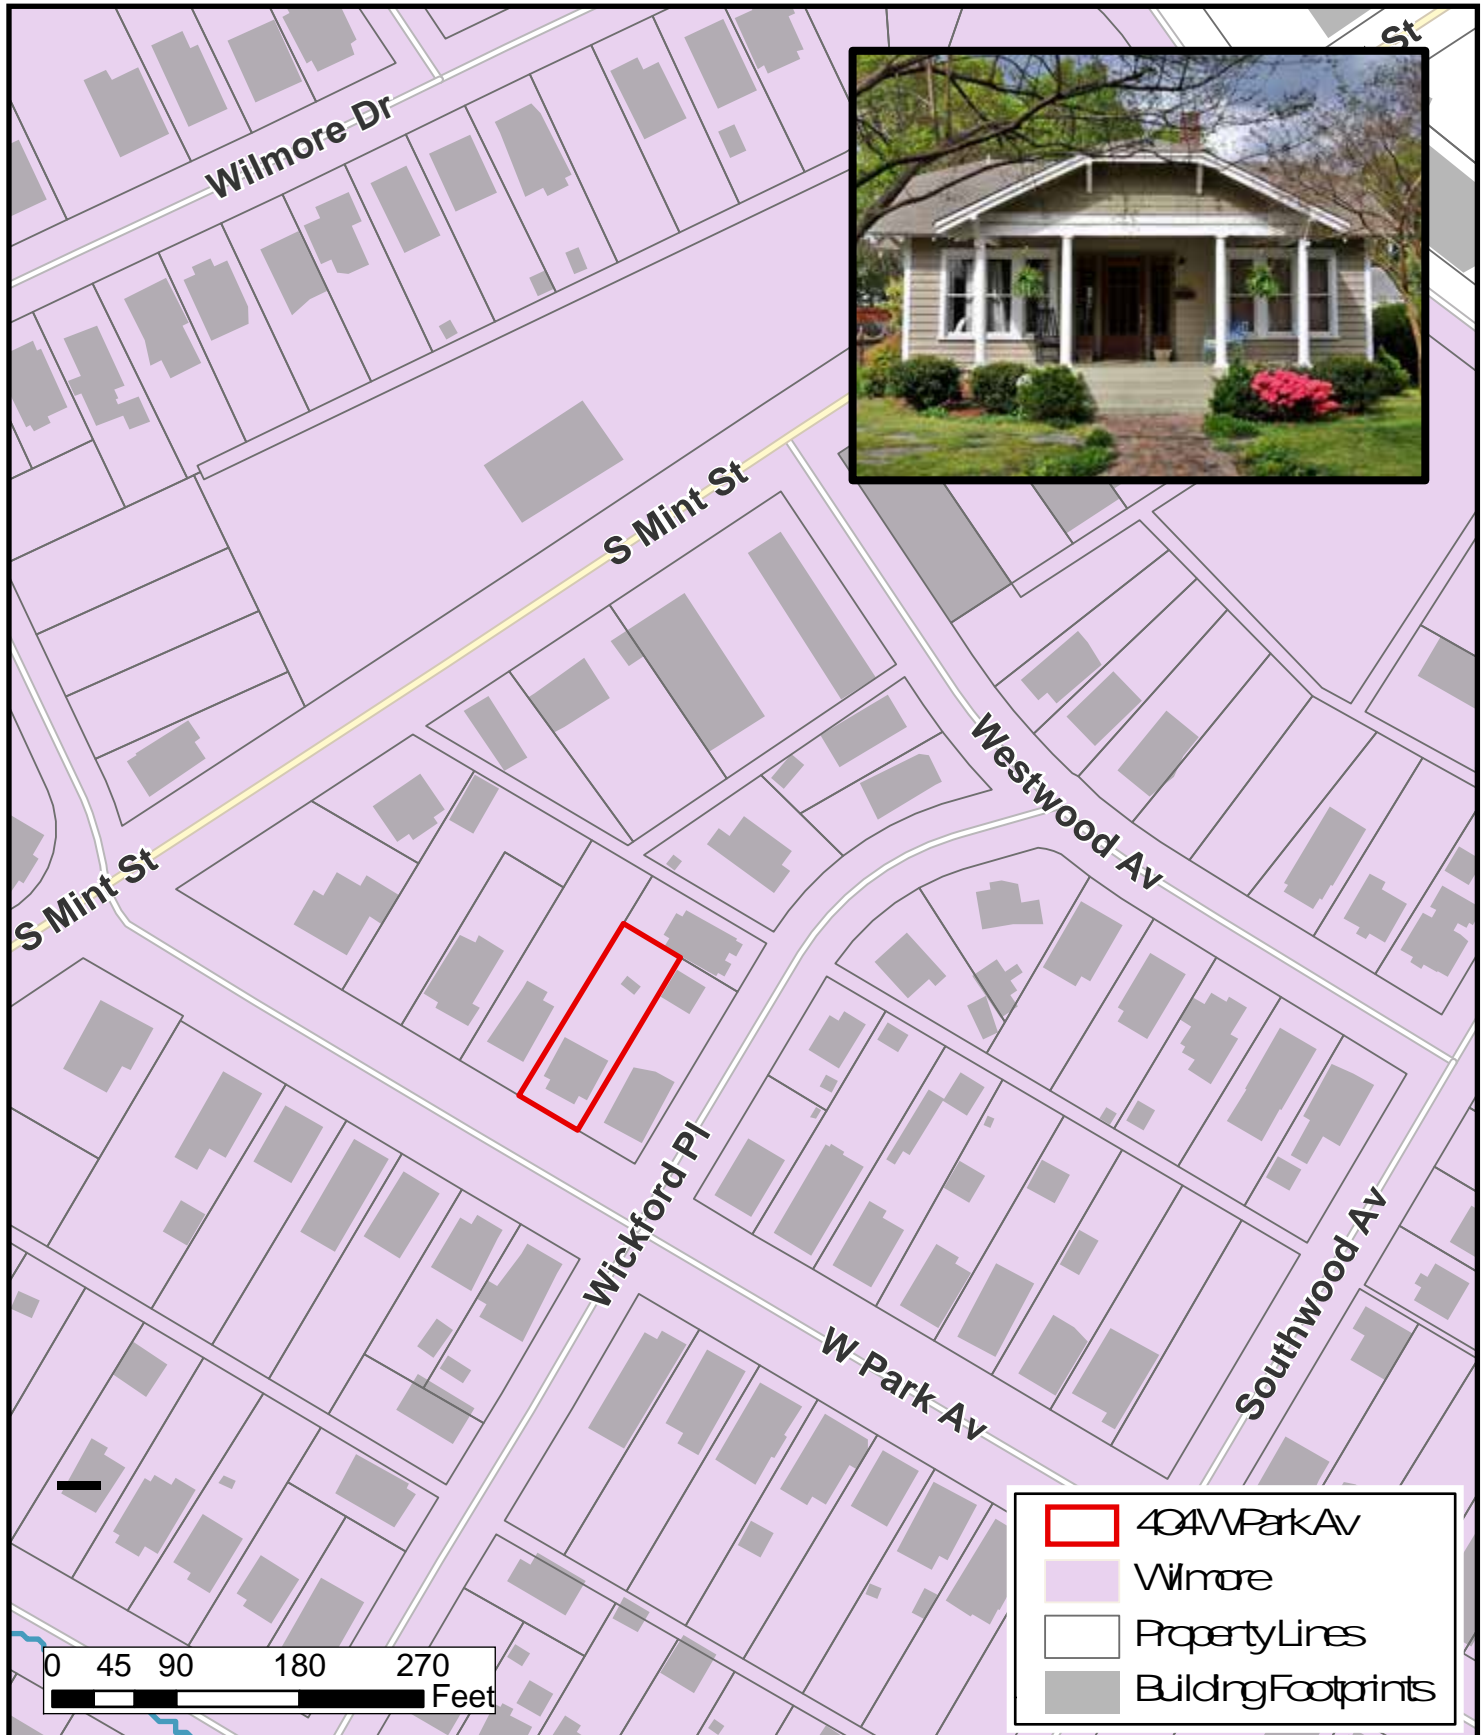 St
Wilmore Dr
S Mint St
Westwood Av
S Mint St
Wickford Pl
Southwood Av
W Park Av
404 W Park Av
Wilmore
Property Lines
Building Footprints
0 45 90 180 270
Feet